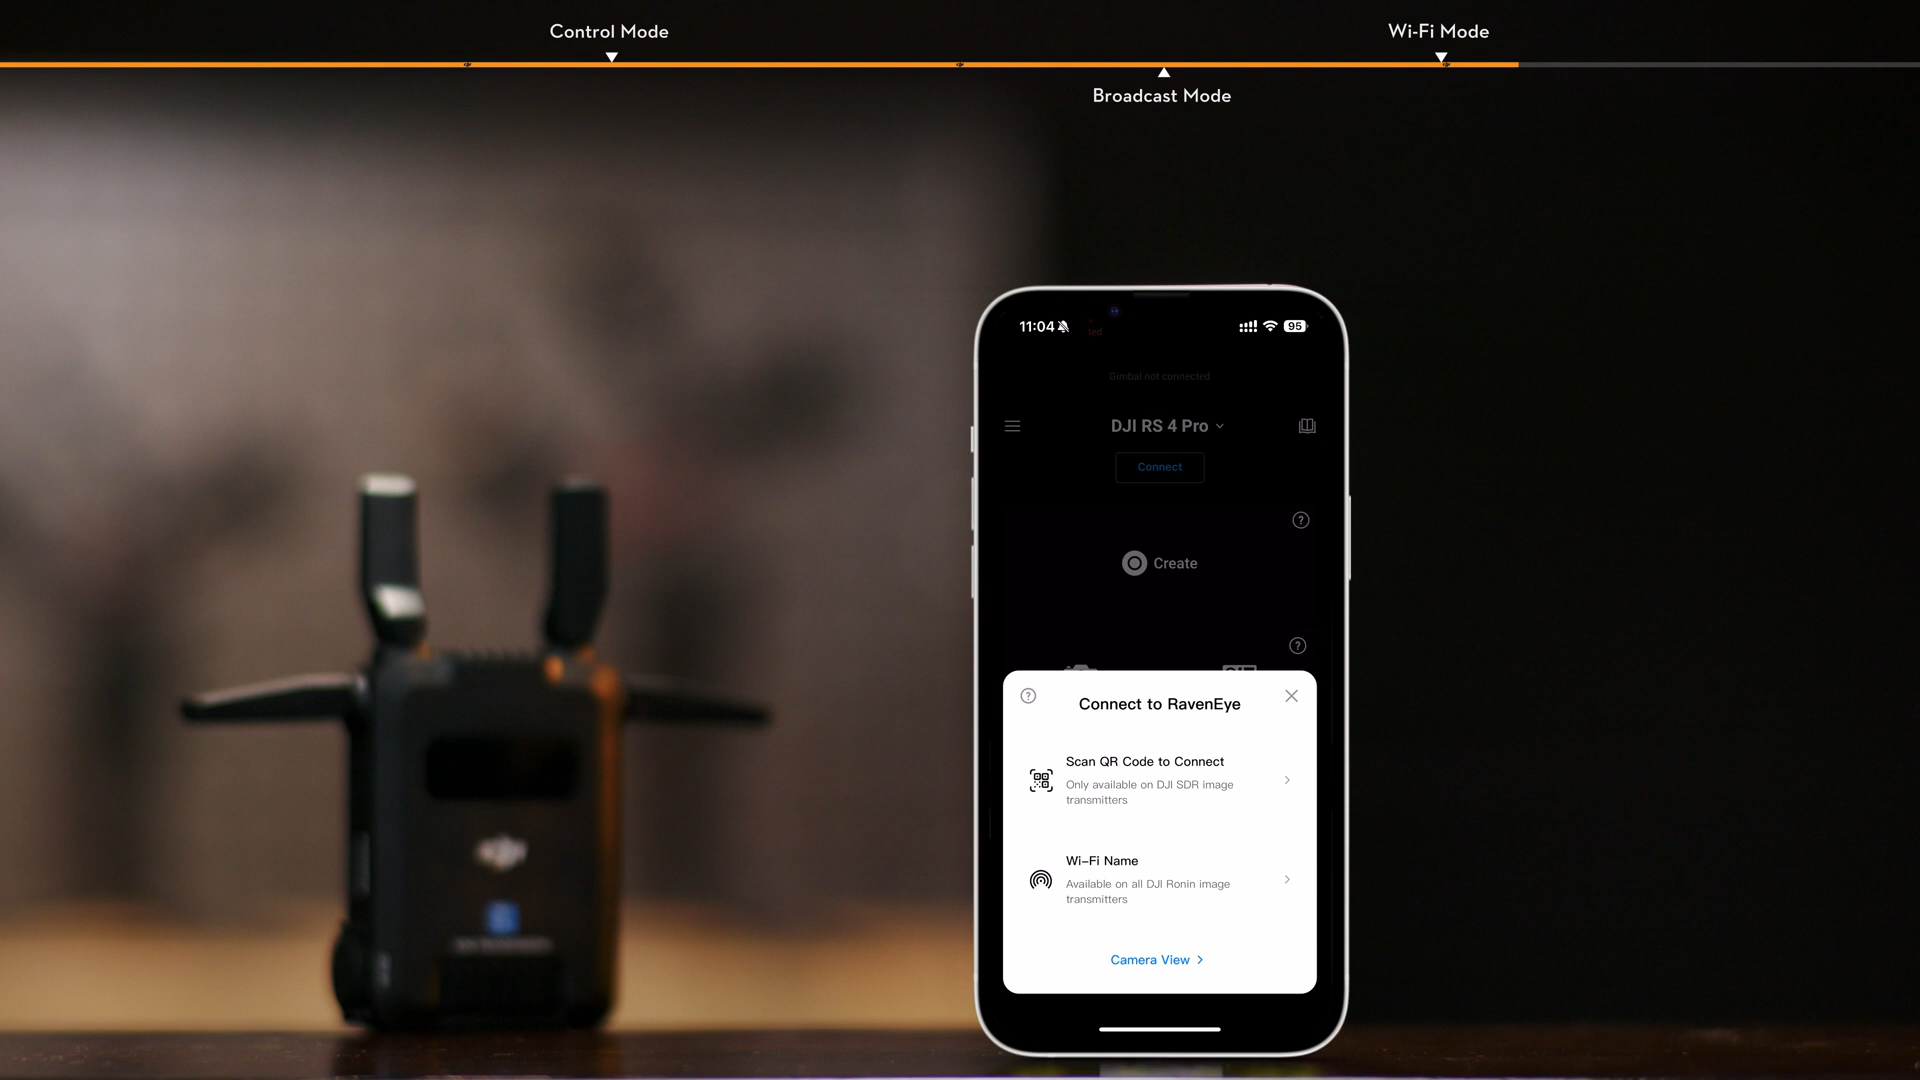 Control Mode
Wi-Fi Mode
Broadcast Mode
11:04
95
ted
Gimbal not connected
DJI RS 4 Pro
Connect
Create
Connect to RavenEye
Scan QR Code to Connect
Only available on DJI SDR image
transmitters
Wi-Fi Name
Available on all DJI Ronin image
transmitters
Camera View